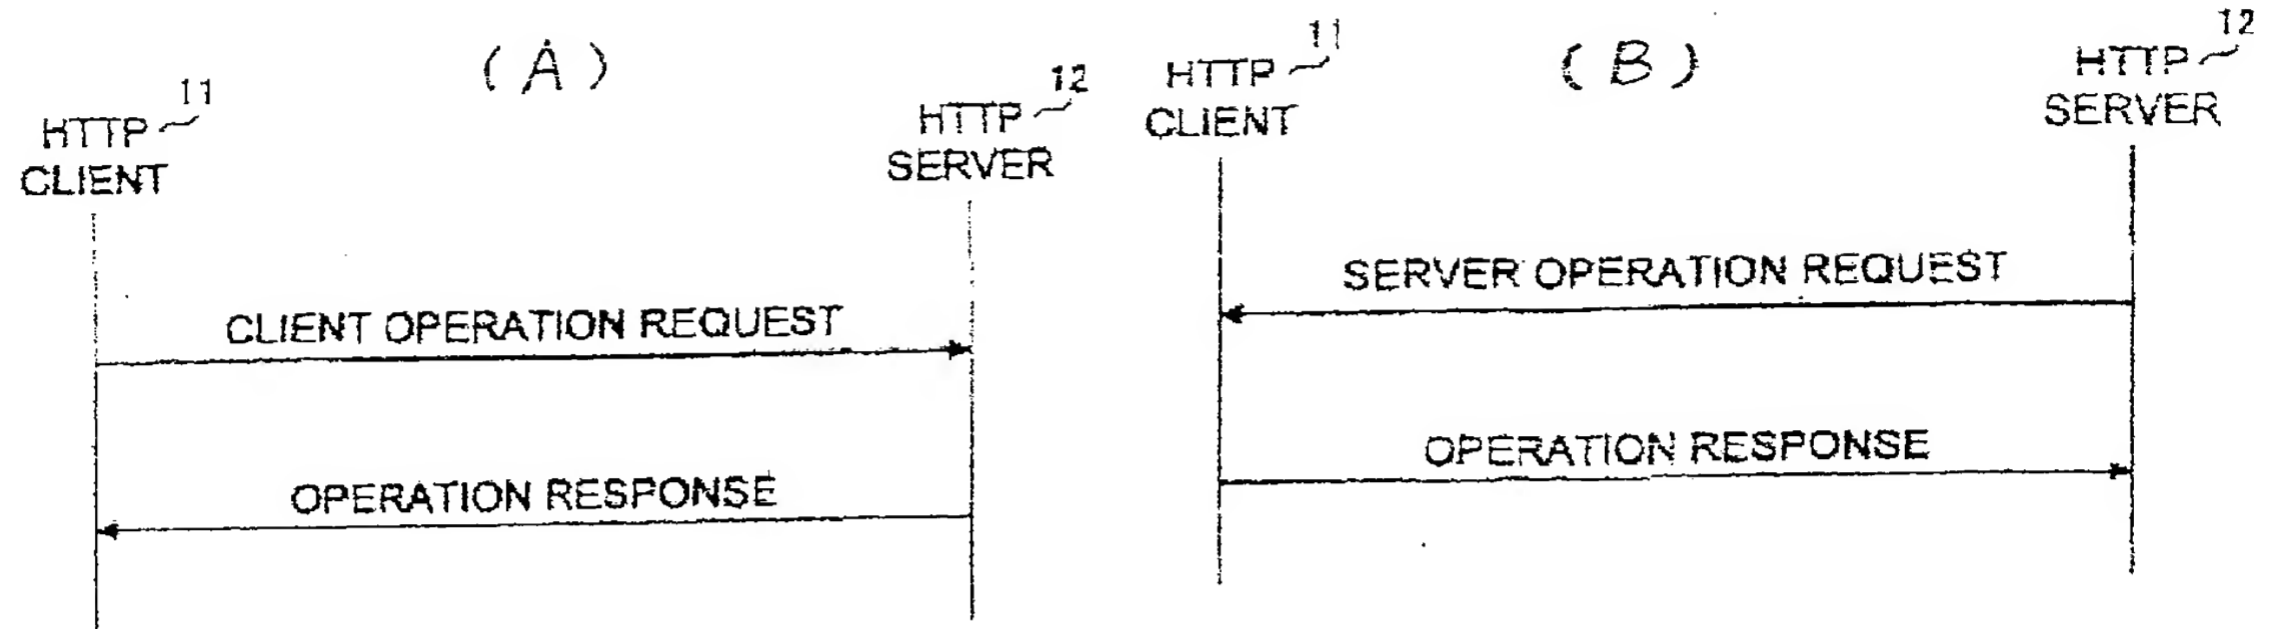 (A)
HTTP 11
CLIENT
HTTP 12
SERVER
CLIENT OPERATION REQUEST
OPERATION RESPONSE
(B)
HTTP 11
CLIENT
HTTP 12
SERVER
SERVER OPERATION REQUEST
OPERATION RESPONSE